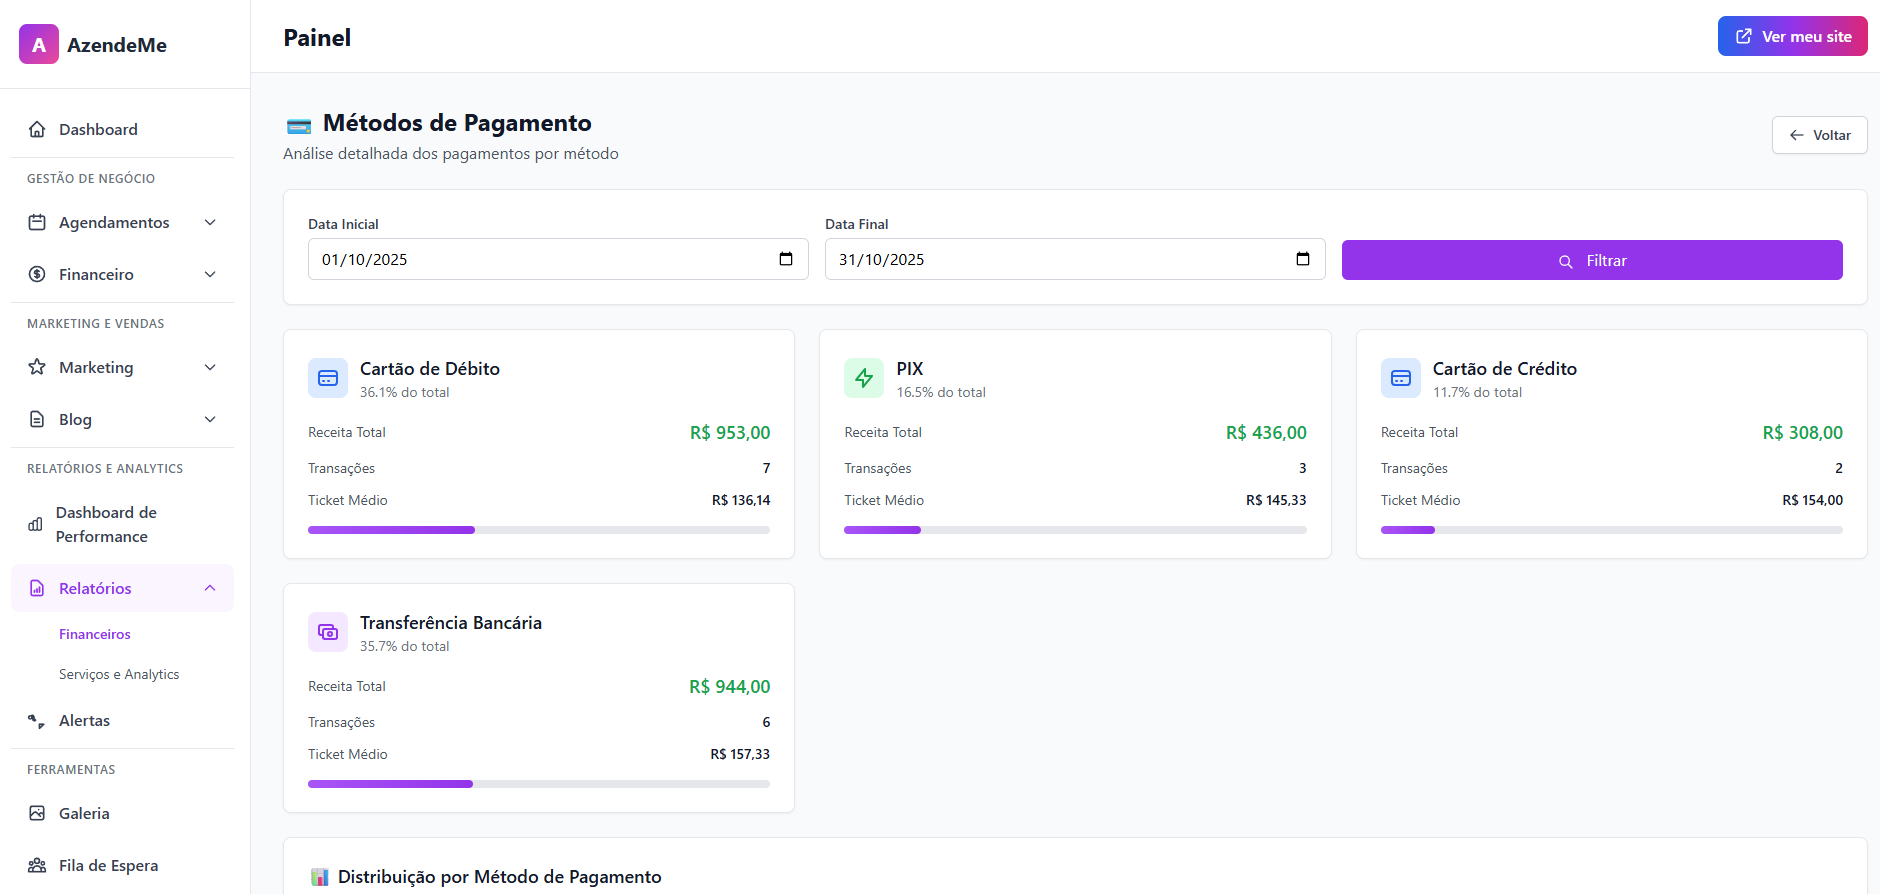 A AzendeMe
Dashboard
GESTÃO DE NEGÓCIO
Agendamentos
Financeiro
MARKETING E VENDAS
Marketing
Blog
RELATÓRIOS E ANALYTICS
Dashboard de
Performance
Relatórios
Financeiros
Serviços e Analytics
Alertas
FERRAMENTAS
Galeria
Fila de Espera
Painel
Ver meu site
Métodos de Pagamento
Análise detalhada dos pagamentos por método
Voltar
Data Inicial
01/10/2025
Data Final
31/10/2025
Filtrar
Cartão de Débito
36.1% do total
Receita Total R$ 953,00
Transações 7
Ticket Médio R$ 136,14
PIX
16.5% do total
Receita Total R$ 436,00
Transações 3
Ticket Médio R$ 145,33
Cartão de Crédito
11.7% do total
Receita Total R$ 308,00
Transações 2
Ticket Médio R$ 154,00
Transferência Bancária
35.7% do total
Receita Total R$ 944,00
Transações 6
Ticket Médio R$ 157,33
Distribuição por Método de Pagamento